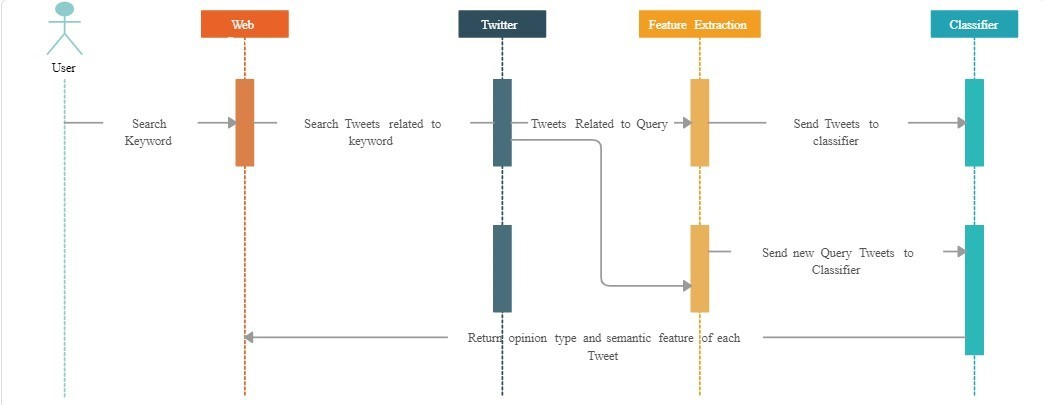 Web
Twitter
Feature Extraction
Classifier
User
Search
Keyword
Search Tweets related to
keyword
Tweets Related to Query
Send Tweets to
classifier
Send new Query Tweets to
Classifier
Return opinion type and semantic feature of each
Tweet